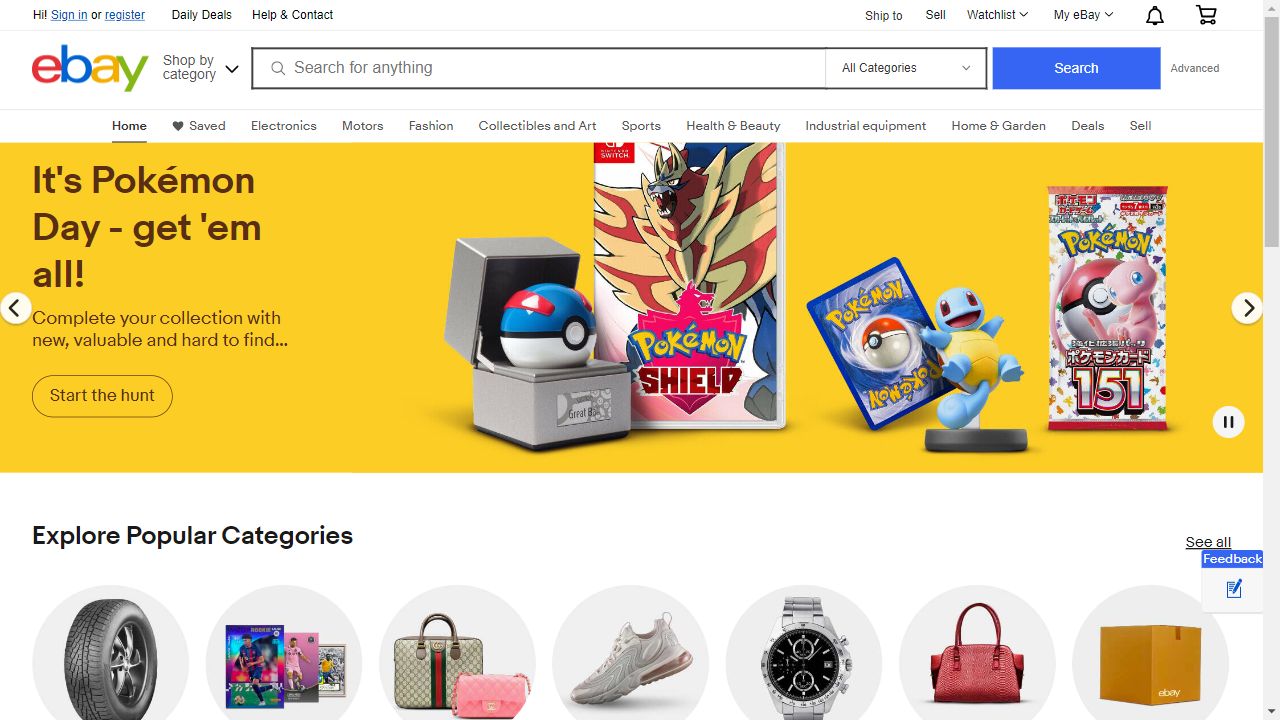 Hi! Sign in or register
Daily Deals
Help & Contact
Ship to
Sell
Watchlist
My eBay
ebay
Shop by
category
Search for anything
All Categories
Search
Advanced
Home
Saved
Electronics
Motors
Fashion
Collectibles and Art
Sports
Health & Beauty
Industrial equipment
Home & Garden
Deals
Sell
It's Pokémon
Day - get 'em
all!
Complete your collection with
new, valuable and hard to find...
Start the hunt
NINTENDO
SWITCH
POKéMON
SHIELD
Great Ba
POKéMON
POKéMON
POKéMON
ポケモンカード
151
Explore Popular Categories
See all
Feedback
ROOKIE
ebay